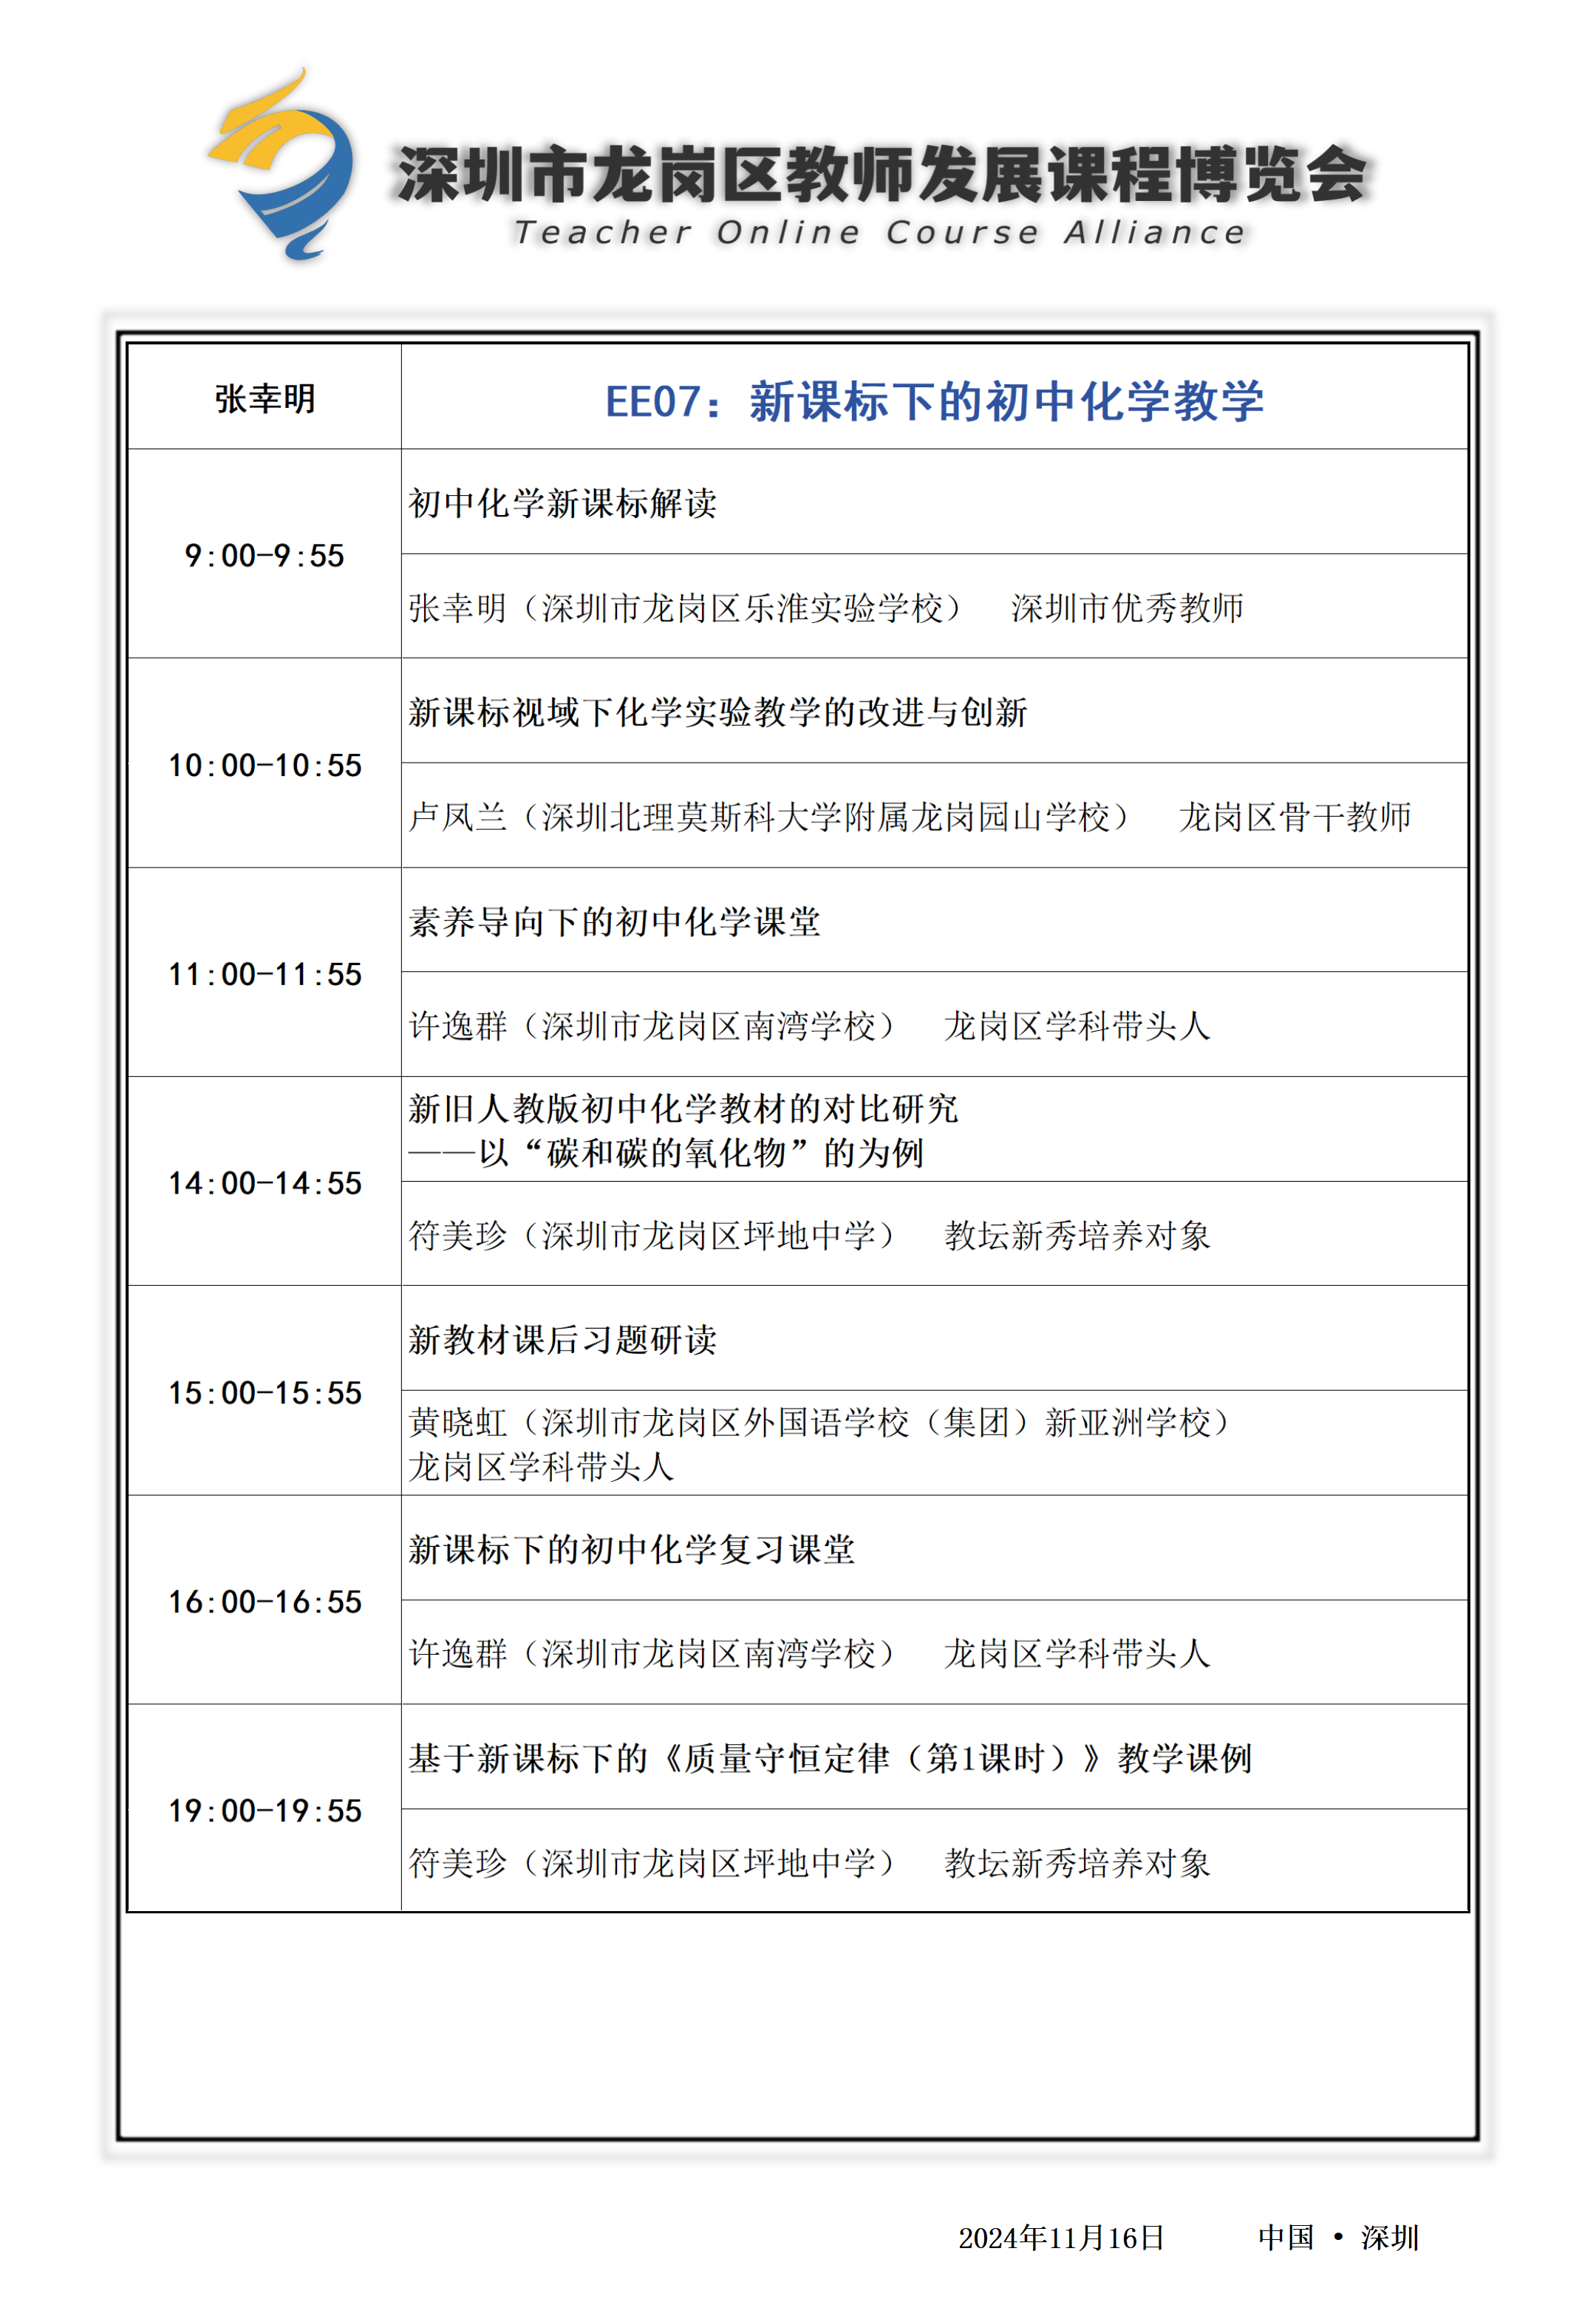 深圳市龙岗区教师发展课程博览会
Teacher Online Course Alliance
张幸明
EE07：新课标下的初中化学教学
9:00-9:55
初中化学新课标解读
张幸明（深圳市龙岗区乐淮实验学校） 深圳市优秀教师
10:00-10:55
新课标视域下化学实验教学的改进与创新
卢凤兰（深圳北理莫斯科大学附属龙岗园山学校） 龙岗区骨干教师
11:00-11:55
素养导向下的初中化学课堂
许逸群（深圳市龙岗区南湾学校） 龙岗区学科带头人
14:00-14:55
新旧人教版初中化学教材的对比研究
——以“碳和碳的氧化物”的为例
符美珍（深圳市龙岗区坪地中学） 教坛新秀培养对象
15:00-15:55
新教材课后习题研读
黄晓虹（深圳市龙岗区外国语学校（集团）新亚洲学校）
龙岗区学科带头人
16:00-16:55
新课标下的初中化学复习课堂
许逸群（深圳市龙岗区南湾学校） 龙岗区学科带头人
19:00-19:55
基于新课标下的《质量守恒定律（第1课时）》教学课例
符美珍（深圳市龙岗区坪地中学） 教坛新秀培养对象
2024年11月16日 中国 • 深圳